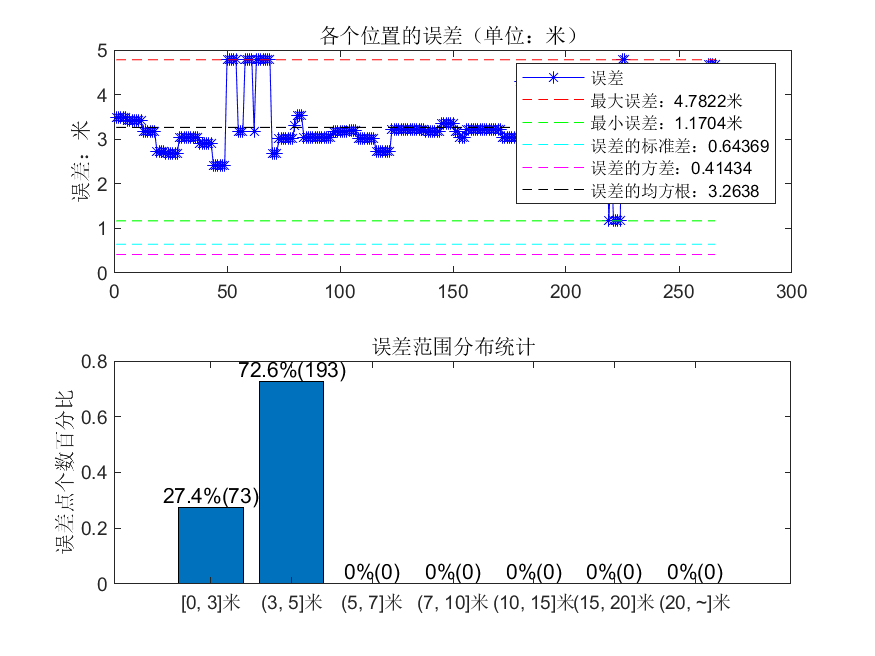 各个位置的误差（单位：米）
误差：米
5
4
3
2
1
0
0 50 100 150 200 250 300
误差
最大误差：4.7822米
最小误差：1.1704米
误差的标准差：0.64369
误差的方差：0.41434
误差的均方根：3.2638
误差范围分布统计
误差点个数百分比
0.8
0.6
0.4
0.2
0
27.4%(73)
72.6%(193)
0%(0) 0%(0) 0%(0) 0%(0) 0%(0)
[0, 3]米 (3, 5]米 (5, 7]米 (7, 10]米 (10, 15]米 (15, 20]米 (20, ~]米